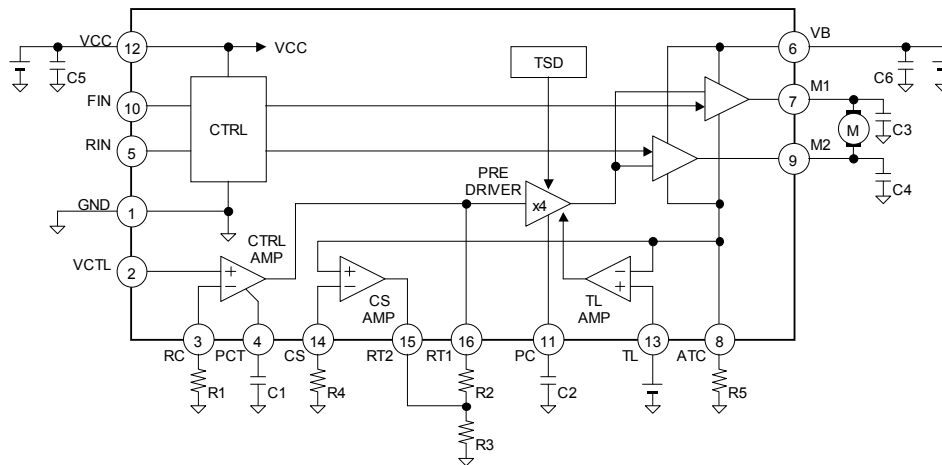 VCC
12
VCC
C5
FIN
10
CTRL
RIN
5
GND
1
VCTL
2
CTRL
AMP
+
−
TSD
PRE
DRIVER
x4
+
−
CS
AMP
−
+
TL
AMP
VB
6
C6
M1
7
M
C3
M2
9
C4
3
4
14
15
16
11
13
8
RC
PCT
CS
RT2
RT1
PC
TL
ATC
R1
C1
R4
R2
C2
R5
R3